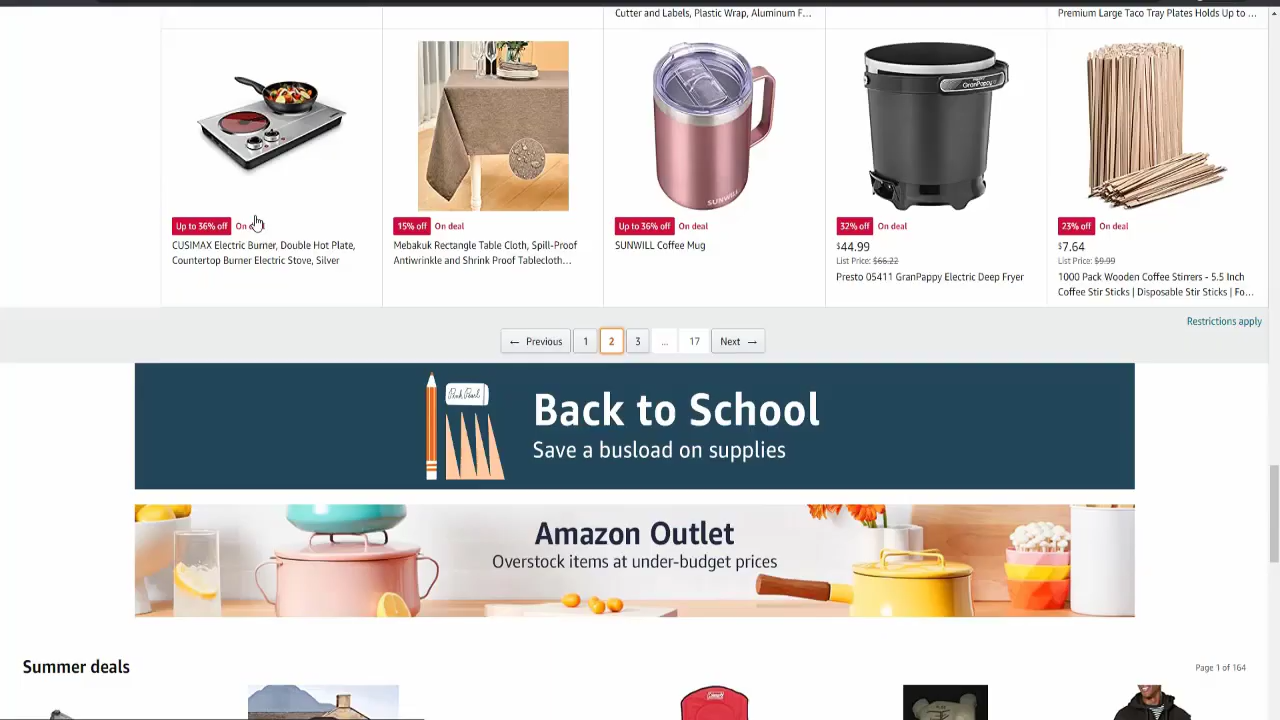 Cutter and Labels, Plastic Wrap, Aluminum F...
Premium Large Taco Tray Plates Holds Up to ...
GranPappy
SUNWILL
Up to 36% off On
15% off On deal
Up to 36% off On deal
32% off On deal
23% off On deal
CUSIMAX Electric Burner, Double Hot Plate,
Countertop Burner Electric Stove, Silver
Mebakuk Rectangle Table Cloth, Spill-Proof
Antiwrinkle and Shrink Proof Tablecloth...
SUNWILL Coffee Mug
$44.99
List Price: $66.22
Presto 05411 GranPappy Electric Deep Fryer
$7.64
List Price: $9.99
1000 Pack Wooden Coffee Stirrers - 5.5 Inch
Coffee Stir Sticks | Disposable Stir Sticks | Fo...
Restrictions apply
← Previous 1 2 3 ... 17 Next →
Pink Pearl
Back to School
Save a busload on supplies
Amazon Outlet
Overstock items at under-budget prices
Summer deals
Page 1 of 164
Coleman